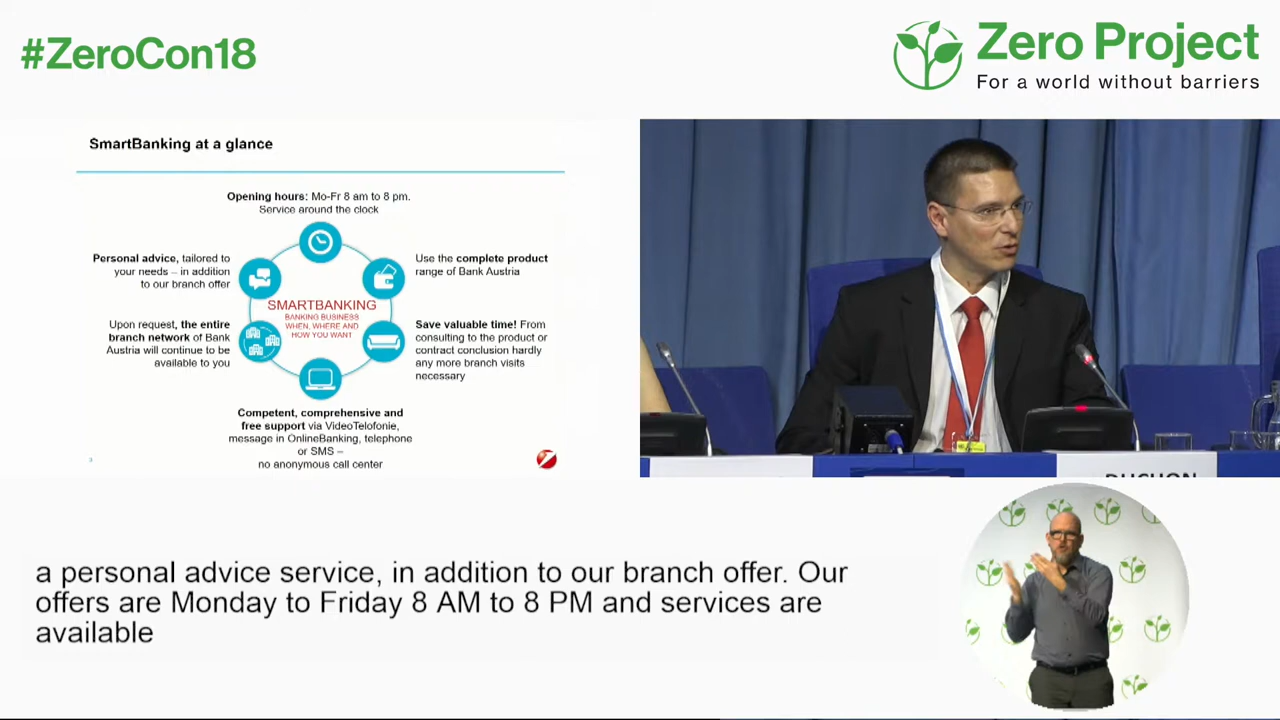 #ZeroCon18
Zero Project
For a world without barriers
SmartBanking at a glance
Opening hours: Mo-Fr 8 am to 8 pm.
Service around the clock
Personal advice, tailored to
your needs – in addition
to our branch offer
Use the complete product
range of Bank Austria
SMARTBANKING
BANKING BUSINESS
WHEN, WHERE AND
HOW YOU WANT
Upon request, the entire
branch network of Bank
Austria will continue to be
available to you
Save valuable time! From
consulting to the product or
contract conclusion hardly
any more branch visits
necessary
Competent, comprehensive and
free support via VideoTelefonie,
message in OnlineBanking, telephone
or SMS –
no anonymous call center
3
DUCHON
a personal advice service, in addition to our branch offer. Our
offers are Monday to Friday 8 AM to 8 PM and services are
available